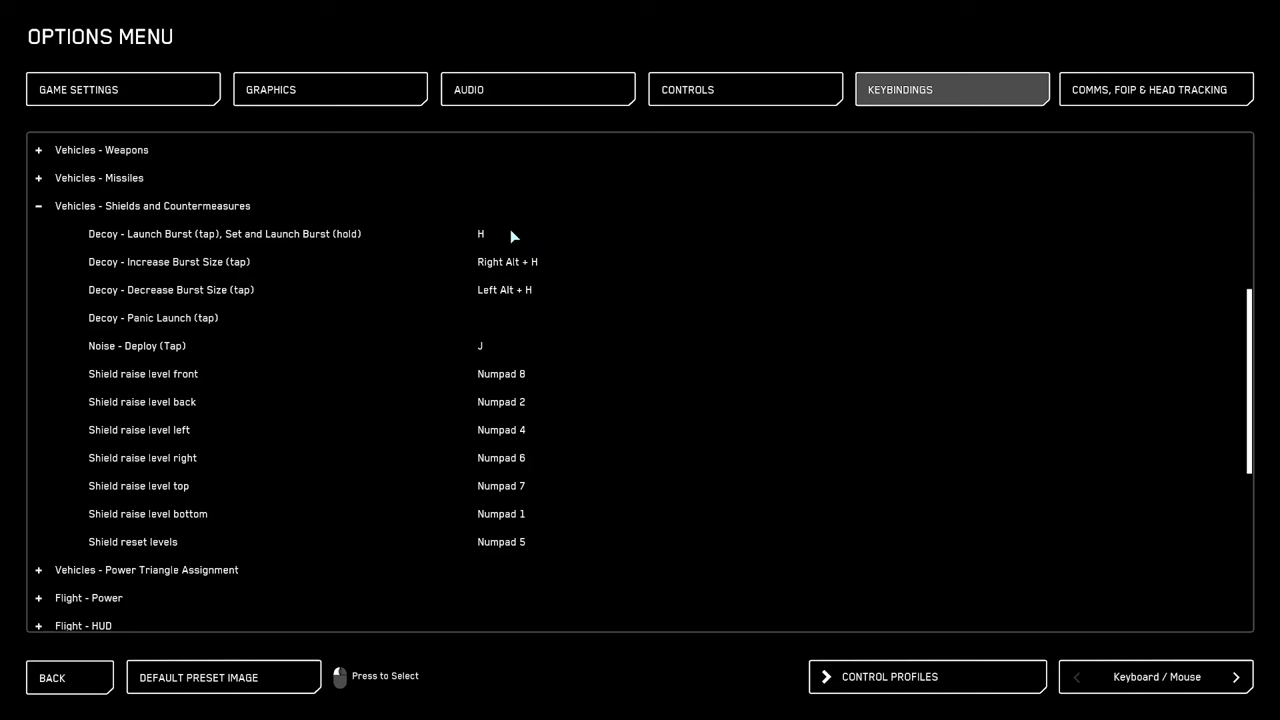 OPTIONS MENU
GAME SETTINGS GRAPHICS AUDIO CONTROLS KEYBINDINGS COMMS, FOIP & HEAD TRACKING
+ Vehicles - Weapons
+ Vehicles - Missiles
- Vehicles - Shields and Countermeasures
Decoy - Launch Burst (tap), Set and Launch Burst (hold) H
Decoy - Increase Burst Size (tap) Right Alt + H
Decoy - Decrease Burst Size (tap) Left Alt + H
Decoy - Panic Launch (tap)
Noise - Deploy (Tap) J
Shield raise level front Numpad 8
Shield raise level back Numpad 2
Shield raise level left Numpad 4
Shield raise level right Numpad 6
Shield raise level top Numpad 7
Shield raise level bottom Numpad 1
Shield reset levels Numpad 5
+ Vehicles - Power Triangle Assignment
+ Flight - Power
+ Flight - HUD
BACK DEFAULT PRESET IMAGE Press to Select CONTROL PROFILES Keyboard / Mouse